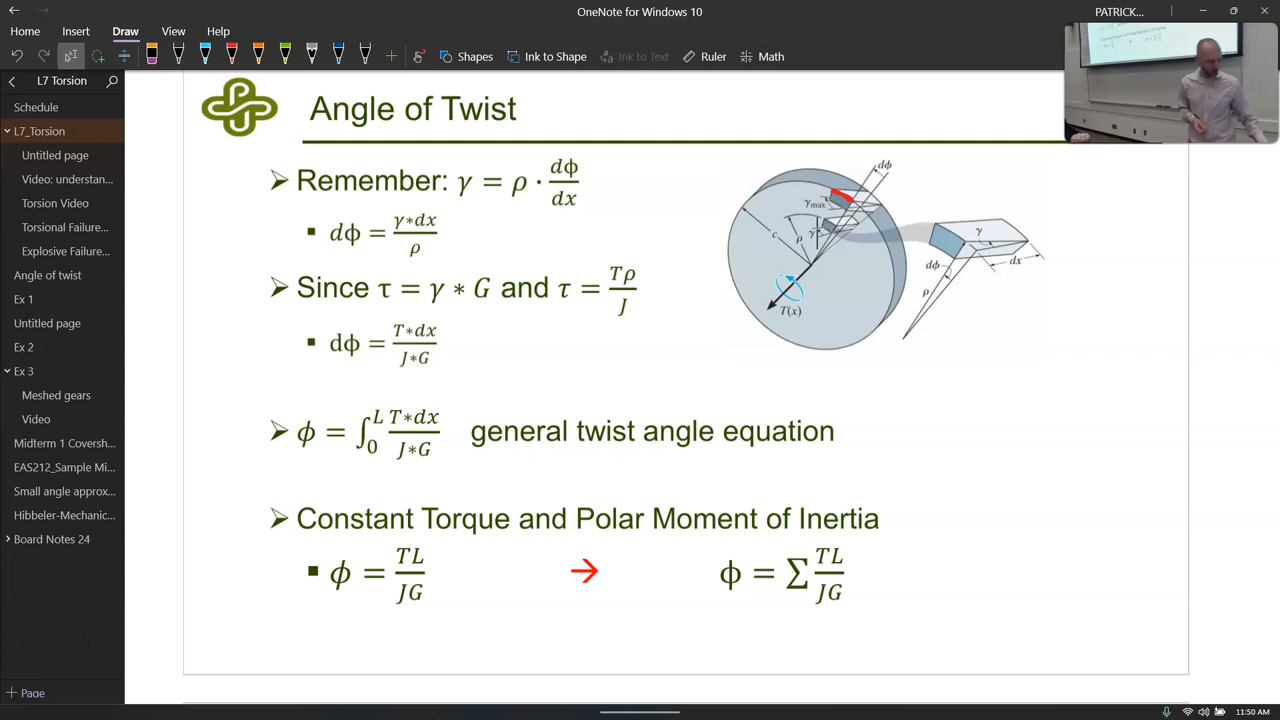 OneNote for Windows 10
PATRICK...
Home
Insert
Draw
View
Help
Shapes
Ink to Shape
Ink to Text
Ruler
Math
L7 Torsion
Schedule
L7_Torsion
Untitled page
Video: understan...
Torsion Video
Torsional Failure...
Explosive Failure...
Angle of twist
Ex 1
Untitled page
Ex 2
Ex 3
Meshed gears
Video
Midterm 1 Coversh...
EAS212_Sample Mi...
Small angle approx...
Hibbeler-Mechanic...
Board Notes 24
Page
Angle of Twist
Remember: γ = ρ · dϕ/dx
dϕ = γ*dx/ρ
Since τ = γ * G and τ = Tρ/J
dϕ = T*dx/J*G
ϕ = ∫₀ᴸ T*dx/J*G general twist angle equation
Constant Torque and Polar Moment of Inertia
ϕ = TL/JG → ϕ = ∑ TL/JG
dϕ
γmax
c
ρ
γ
T(x)
γ
dϕ
dx
ρ
11:50 AM